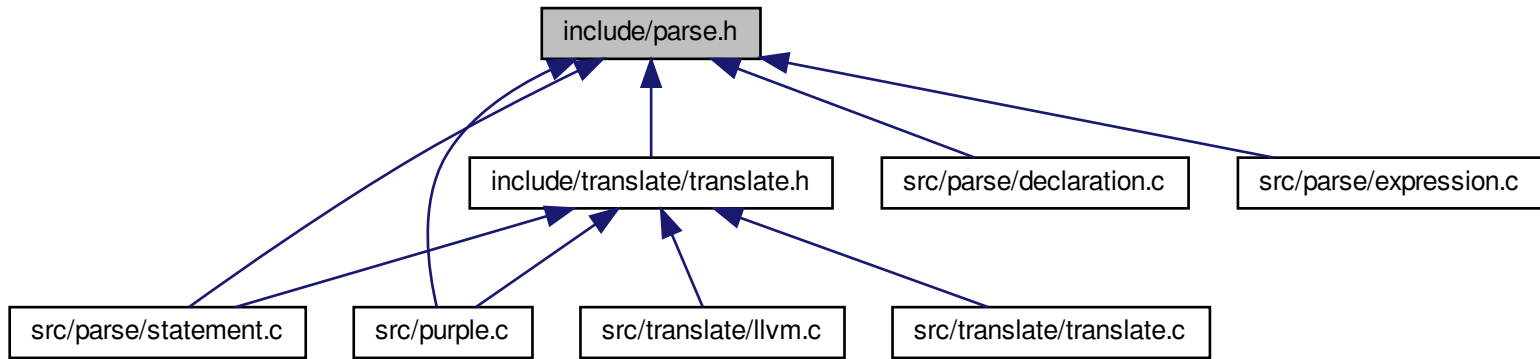 include/parse.h
include/translate/translate.h
src/parse/declaration.c
src/parse/expression.c
src/parse/statement.c
src/purple.c
src/translate/llvm.c
src/translate/translate.c